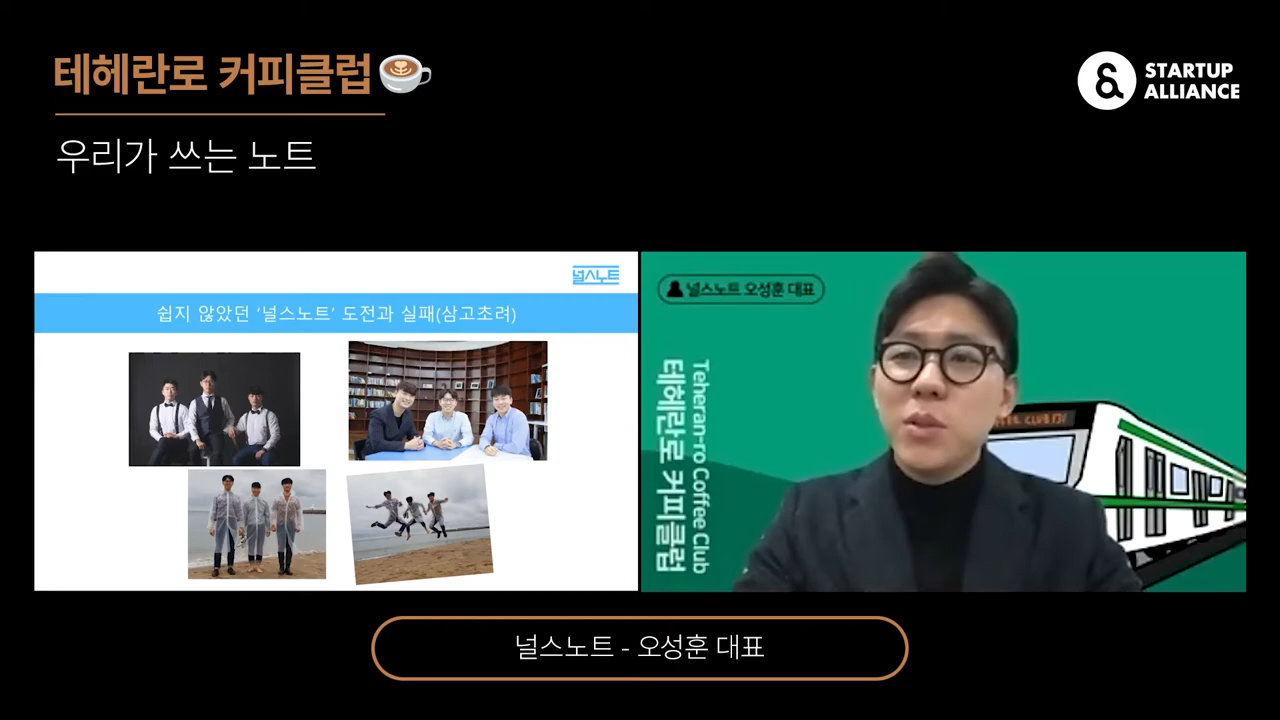 테헤란로 커피클럽
STARTUP
ALLIANCE
우리가 쓰는 노트
널스노트
쉽지 않았던 '널스노트' 도전과 실패(삼고초려)
널스노트 오성훈 대표
Teheran-ro Coffee Club
테헤란로 커피클럽
널스노트 - 오성훈 대표